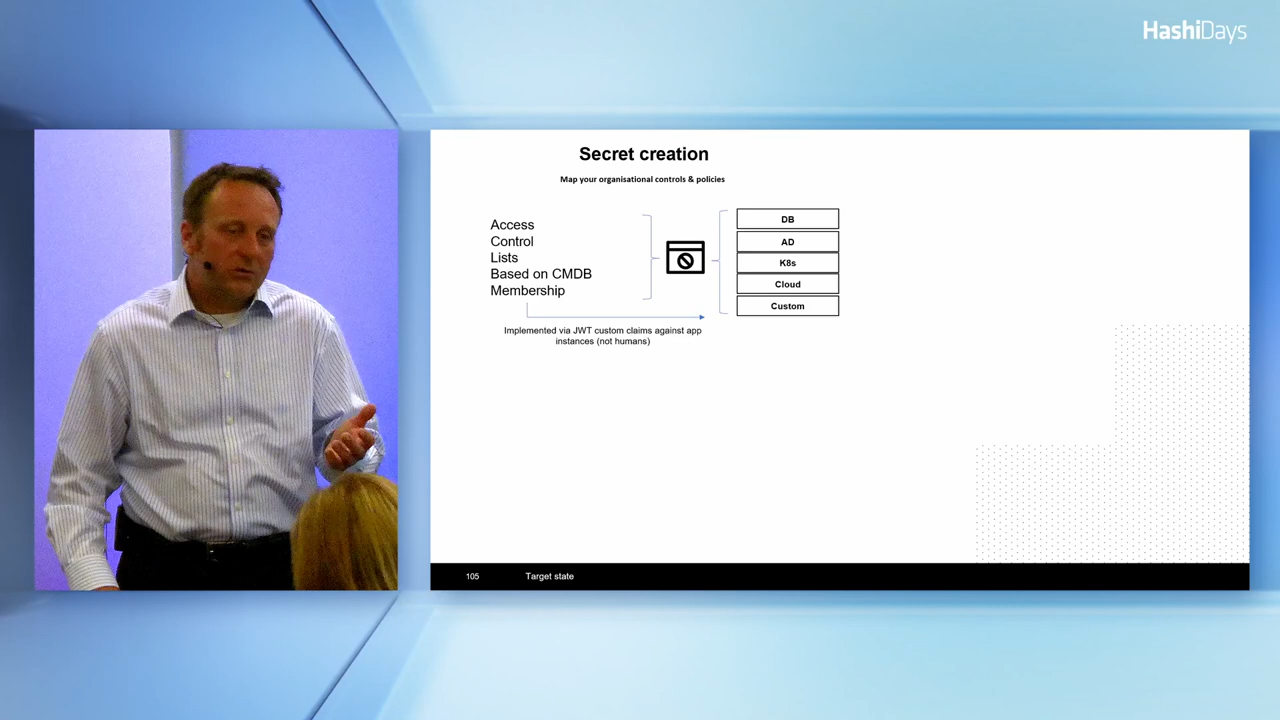 HashiDays
Secret creation
Map your organisational controls & policies
Access
Control
Lists
Based on CMDB
Membership
DB
AD
K8s
Cloud
Custom
Implemented via JWT custom claims against app
instances (not humans)
105
Target state